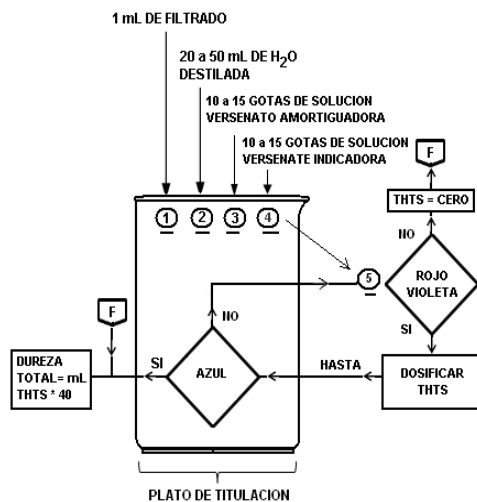 1 mL DE FILTRADO
20 a 50 mL DE H2O
DESTILADA
10 a 15 GOTAS DE SOLUCION
VERSENATO AMORTIGUADORA
10 a 15 GOTAS DE SOLUCION
VERSENATE INDICADORA
F
THTS = CERO
1
2
3
4
NO
5
ROJO
VIOLETA
F
NO
SI
DUREZA
TOTAL= mL
THTS * 40
SI
AZUL
HASTA
DOSIFICAR
THTS
PLATO DE TITULACION